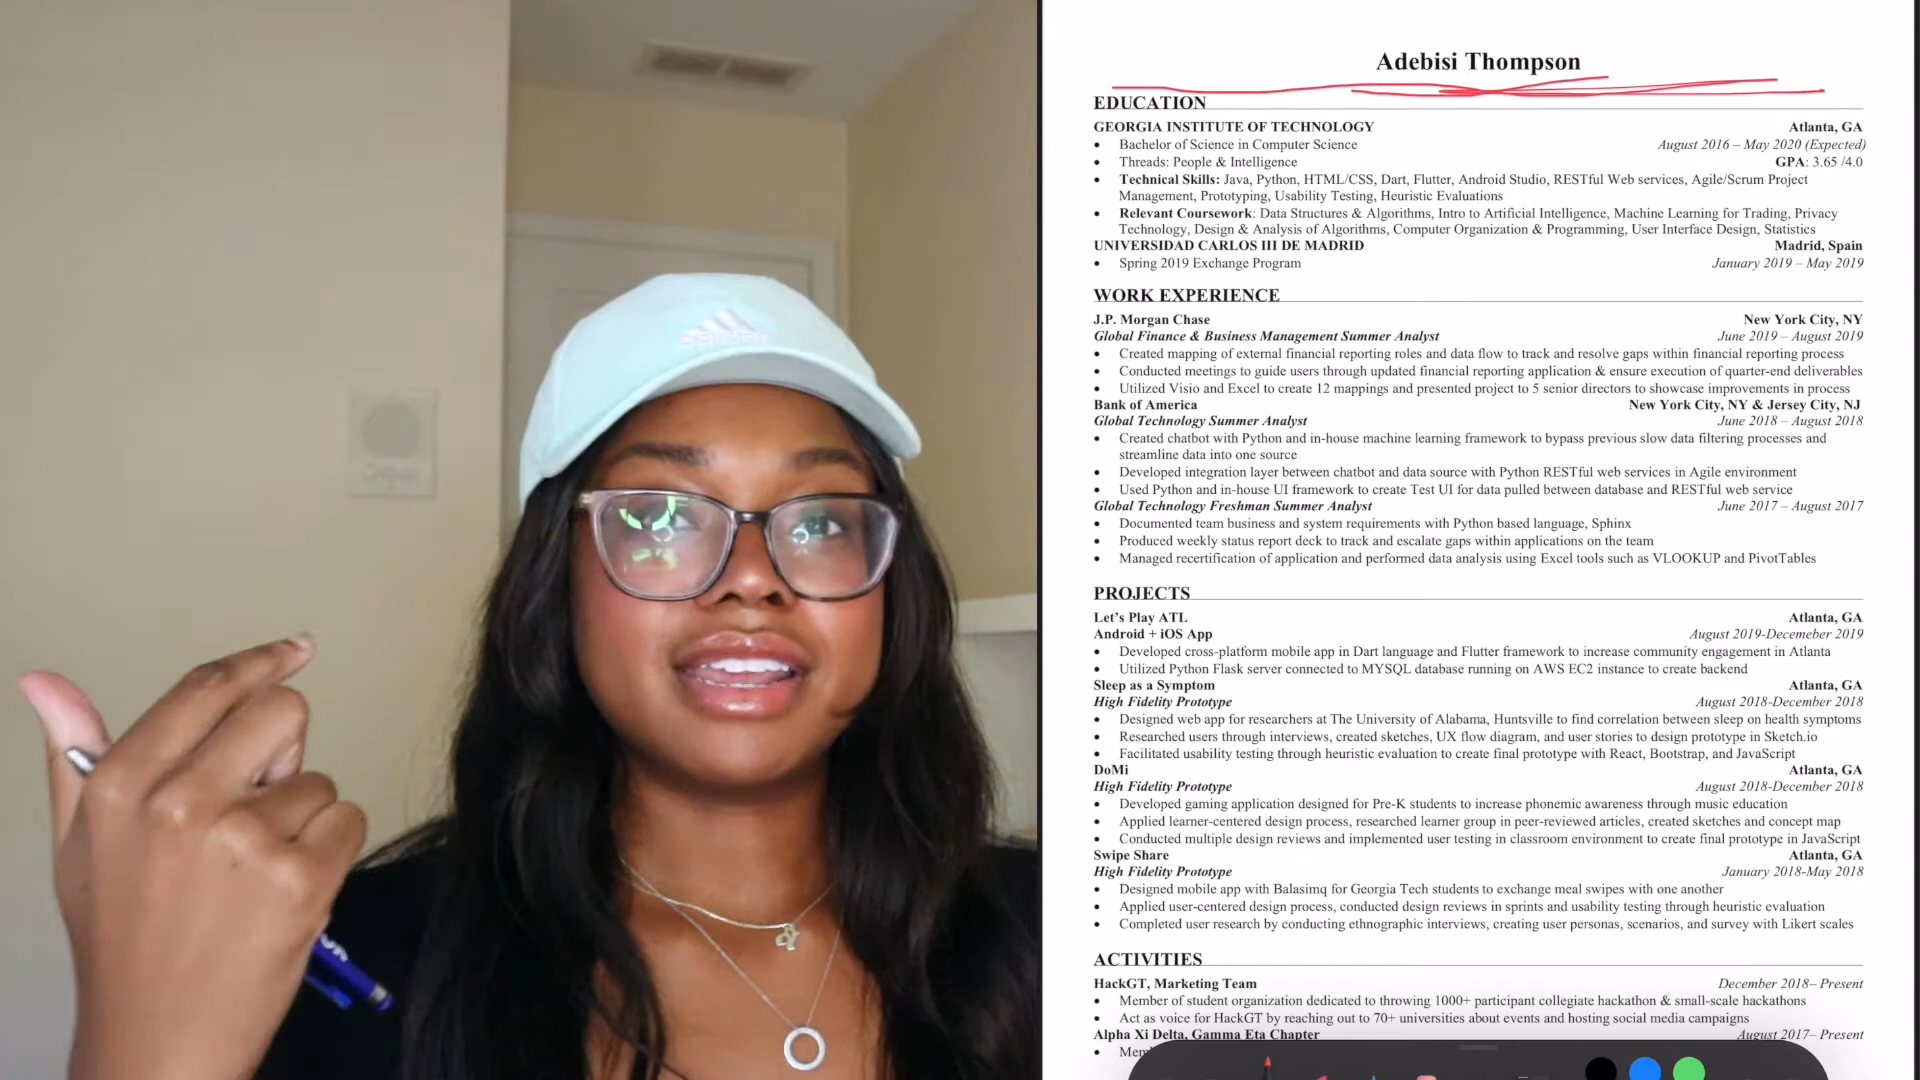 Adebisi Thompson
EDUCATION
GEORGIA INSTITUTE OF TECHNOLOGY Atlanta, GA
• Bachelor of Science in Computer Science August 2016 – May 2020 (Expected)
• Threads: People & Intelligence GPA: 3.65 /4.0
• Technical Skills: Java, Python, HTML/CSS, Dart, Flutter, Android Studio, RESTful Web services, Agile/Scrum Project
Management, Prototyping, Usability Testing, Heuristic Evaluations
• Relevant Coursework: Data Structures & Algorithms, Intro to Artificial Intelligence, Machine Learning for Trading, Privacy
Technology, Design & Analysis of Algorithms, Computer Organization & Programming, User Interface Design, Statistics
UNIVERSIDAD CARLOS III DE MADRID Madrid, Spain
• Spring 2019 Exchange Program January 2019 – May 2019
WORK EXPERIENCE
J.P. Morgan Chase New York City, NY
Global Finance & Business Management Summer Analyst June 2019 – August 2019
• Created mapping of external financial reporting roles and data flow to track and resolve gaps within financial reporting process
• Conducted meetings to guide users through updated financial reporting application & ensure execution of quarter-end deliverables
• Utilized Visio and Excel to create 12 mappings and presented project to 5 senior directors to showcase improvements in process
Bank of America New York City, NY & Jersey City, NJ
Global Technology Summer Analyst June 2018 – August 2018
• Created chatbot with Python and in-house machine learning framework to bypass previous slow data filtering processes and
streamline data into one source
• Developed integration layer between chatbot and data source with Python RESTful web services in Agile environment
• Used Python and in-house UI framework to create Test UI for data pulled between database and RESTful web service
Global Technology Freshman Summer Analyst June 2017 – August 2017
• Documented team business and system requirements with Python based language, Sphinx
• Produced weekly status report deck to track and escalate gaps within applications on the team
• Managed recertification of application and performed data analysis using Excel tools such as VLOOKUP and PivotTables
PROJECTS
Let's Play ATL Atlanta, GA
Android + iOS App August 2019-Decemeber 2019
• Developed cross-platform mobile app in Dart language and Flutter framework to increase community engagement in Atlanta
• Utilized Python Flask server connected to MYSQL database running on AWS EC2 instance to create backend
Sleep as a Symptom Atlanta, GA
High Fidelity Prototype August 2018-December 2018
• Designed web app for researchers at The University of Alabama, Huntsville to find correlation between sleep on health symptoms
• Researched users through interviews, created sketches, UX flow diagram, and user stories to design prototype in Sketch.io
• Facilitated usability testing through heuristic evaluation to create final prototype with React, Bootstrap, and JavaScript
DoMi Atlanta, GA
High Fidelity Prototype August 2018-December 2018
• Developed gaming application designed for Pre-K students to increase phonemic awareness through music education
• Applied learner-centered design process, researched learner group in peer-reviewed articles, created sketches and concept map
• Conducted multiple design reviews and implemented user testing in classroom environment to create final prototype in JavaScript
Swipe Share Atlanta, GA
High Fidelity Prototype January 2018-May 2018
• Designed mobile app with Balasimq for Georgia Tech students to exchange meal swipes with one another
• Applied user-centered design process, conducted design reviews in sprints and usability testing through heuristic evaluation
• Completed user research by conducting ethnographic interviews, creating user personas, scenarios, and survey with Likert scales
ACTIVITIES
HackGT, Marketing Team December 2018– Present
• Member of student organization dedicated to throwing 1000+ participant collegiate hackathon & small-scale hackathons
• Act as voice for HackGT by reaching out to 70+ universities about events and hosting social media campaigns
Alpha Xi Delta, Gamma Eta Chapter August 2017– Present